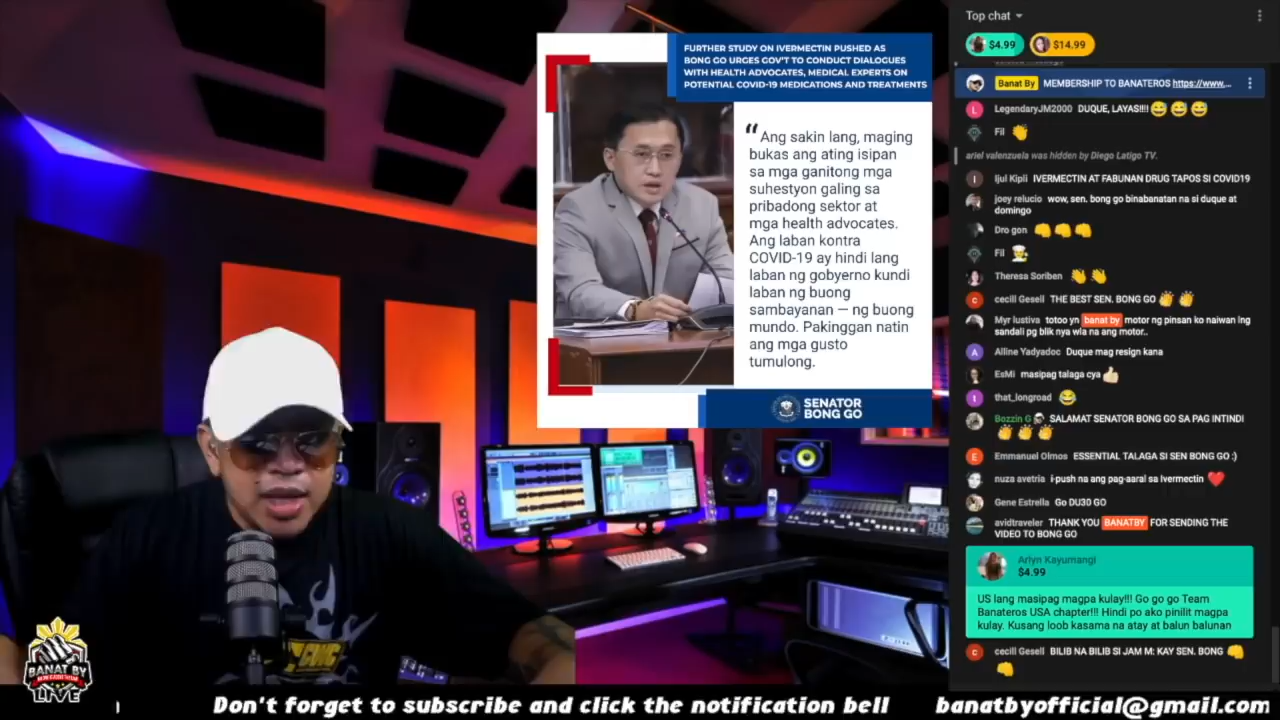 FURTHER STUDY ON IVERMECTIN PUSHED AS
BONG GO URGES GOV'T TO CONDUCT DIALOGUES
WITH HEALTH ADVOCATES, MEDICAL EXPERTS ON
POTENTIAL COVID-19 MEDICATIONS AND TREATMENTS
“Ang sakin lang, maging
bukas ang ating isipan
sa mga ganitong mga
suhestyon galing sa
pribadong sektor at
mga health advocates.
Ang laban kontra
COVID-19 ay hindi lang
laban ng gobyerno kundi
laban ng buong
sambayanan — ng buong
mundo. Pakinggan natin
ang mga gusto
tumulong.
SENATOR
BONG GO
Top chat
$4.99
$14.99
Banat By MEMBERSHIP TO BANATEROS https://www,...
LegendaryJM2000 DUQUE, LAYAS!!!! 😅 😅 😅
Fil 👏
ariel valenzuela was hidden by Diego Latigo TV.
Ijul Kipli IVERMECTIN AT FABUNAN DRUG TAPOS SI COVID19
joey relucio wow, sen. bong go binabanatan na si duque at
domingo
Dro gon 👊 👊 👊
Fil
Theresa Soriben 👏 👏
cecill Gesell THE BEST SEN. BONG GO 👏 👏
Myr lustiva totoo yn banat by motor ng pinsan ko naiwan lng
sandali pg blik nya wla na ang motor..
Aliine Yadyadoc Duque mag resign kana
EsMi masipag talaga cya 👍
that_longroad 😂
Bozzin G SALAMAT SENATOR BONG GO SA PAG INTINDI
👏 👏 👏
Emmanuel Olmos ESSENTIAL TALAGA SI SEN BONG GO :)
nuza avetria i-push na ang pag-aaral sa Ivermectin ❤️
Gene Estrella Go DU30 GO
avidtraveler THANK YOU BANATBY FOR SENDING THE
VIDEO TO BONG GO
Arlyn Kayumangi
$4.99
US lang masipag magpa kulay!!! Go go go Team
Banateros USA chapter!!! Hindi po ako pinilit magpa
kulay. Kusang loob kasama na atay at balun balunan
cecill Gesell BILIB NA BILIB SI JAM M: KAY SEN. BONG 👊
👊
BANAT BY
LIVE
Don't forget to subscribe and click the notification bell banatbyofficial@gmail.com